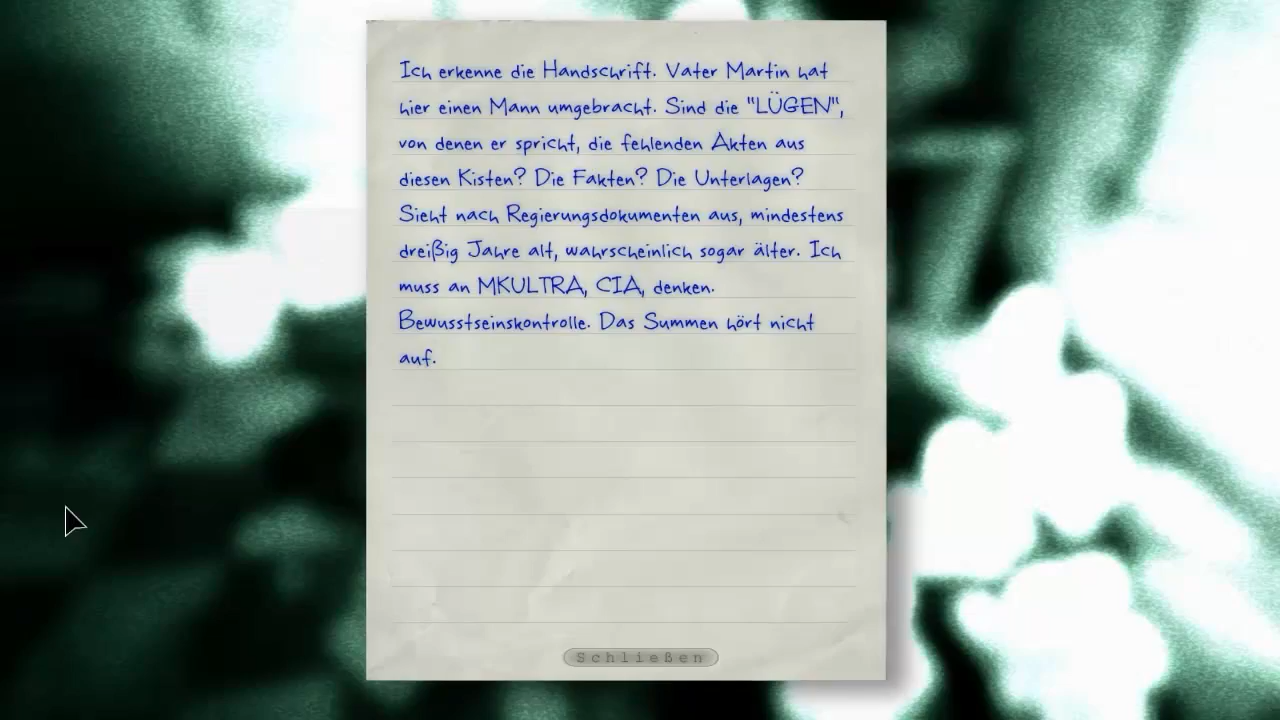 Ich erkenne die Handschrift. Vater Martin hat
hier einen Mann umgebracht. Sind die "LÜGEN",
von denen er spricht, die fehlenden Akten aus
diesen Kisten? Die Fakten? Die Unterlagen?
Sieht nach Regierungsdokumenten aus, mindestens
dreißig Jahre alt, wahrscheinlich sogar älter. Ich
muss an MKULTRA, CIA, denken.
Bewusstseinskontrolle. Das Summen hört nicht
auf.
Schließen